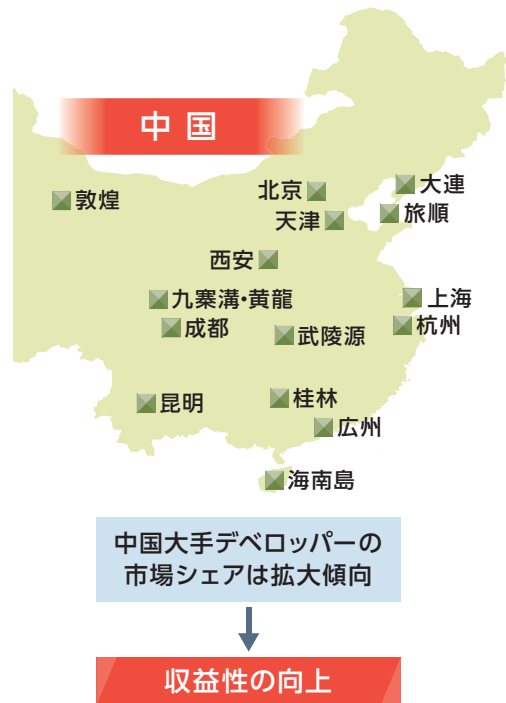 中国
敦煌
北京
大連
天津
旅順
西安
九寨溝・黄龍
上海
成都
武陵源
杭州
昆明
桂林
広州
海南島
中国大手デベロッパーの
市場シェアは拡大傾向
収益性の向上